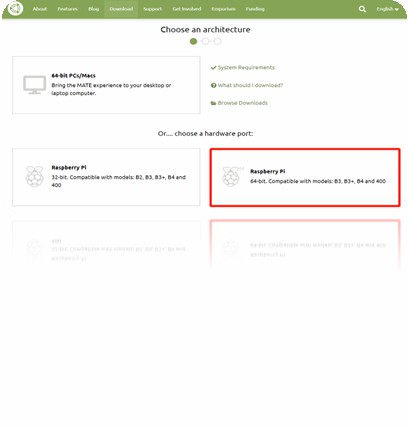 About Features Blog Download Support Get Involved Emporium Funding English
Choose an architecture
64-bit PCs/Macs
Bring the MATE experience to your desktop or
laptop computer.
System Requirements
What should I download?
Browse Downloads
Or.... choose a hardware port:
Raspberry Pi
32-bit. Compatible with models: B2, B3, B3+, B4 and
400
Raspberry Pi
64-bit. Compatible with models: B3, B3+, B4 and 400